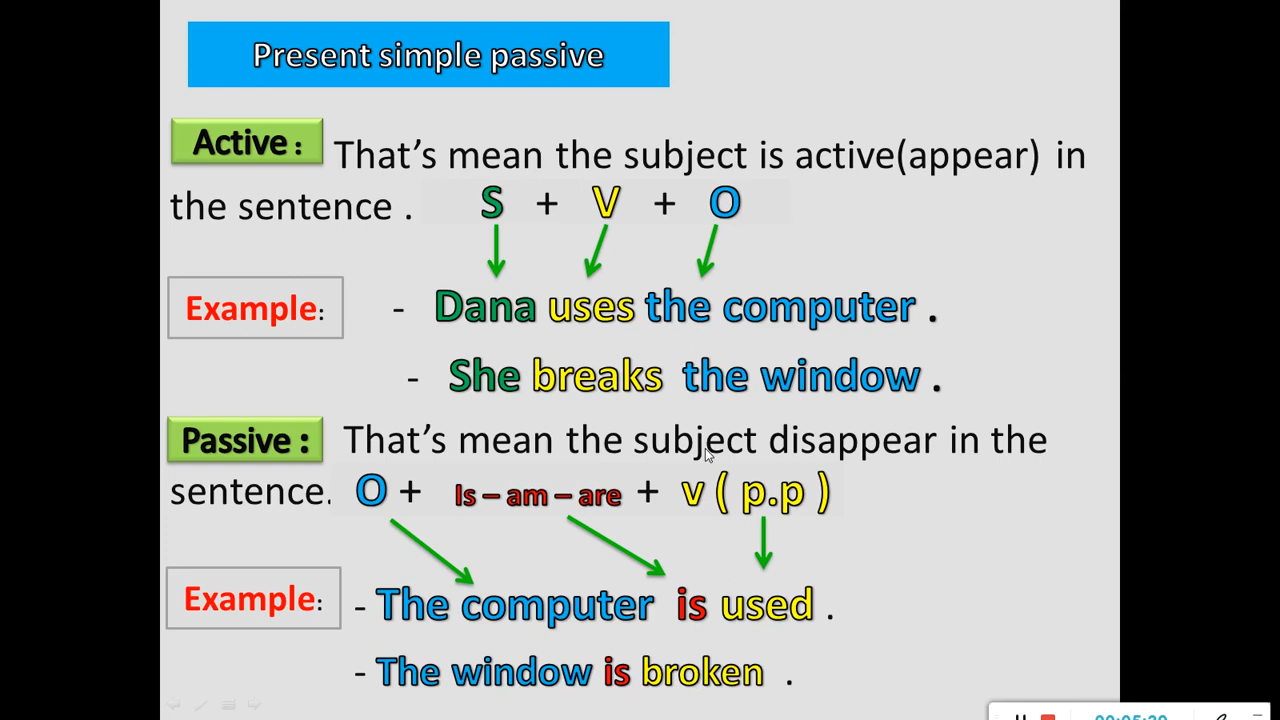 Present simple passive
Active : That's mean the subject is active(appear) in
the sentence . S + V + O
Example: - Dana uses the computer .
- She breaks the window .
Passive : That's mean the subject disappear in the
sentence. O + Is – am – are + v ( p.p )
Example: - The computer is used .
- The window is broken .